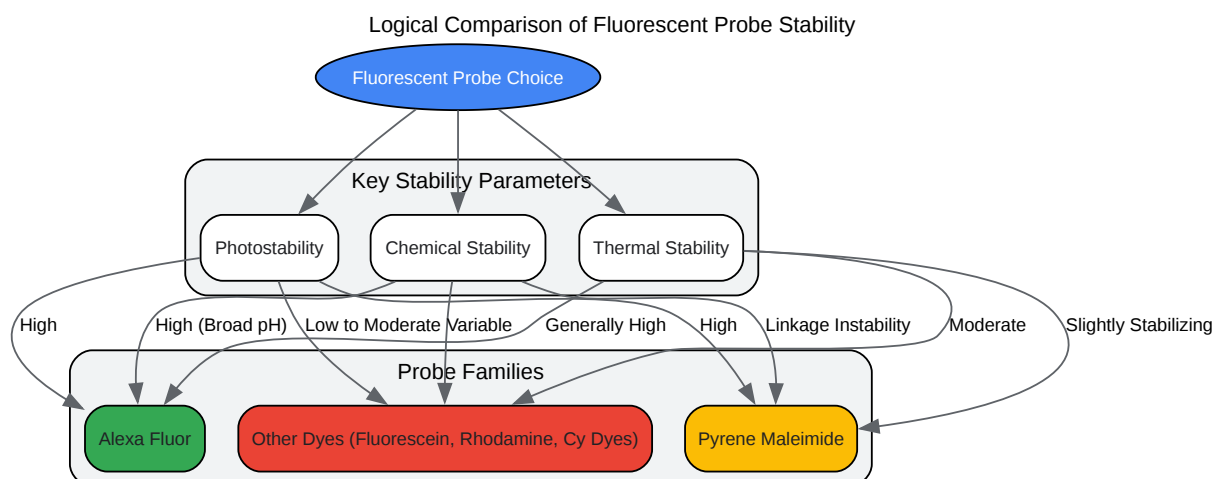 Logical Comparison of Fluorescent Probe Stability
Fluorescent Probe Choice
Key Stability Parameters
Photostability
Chemical Stability
Thermal Stability
High
High (Broad pH)
Low to Moderate
Variable
Generally High
High
Linkage Instability
Moderate
Slightly Stabilizing
Probe Families
Alexa Fluor
Other Dyes (Fluorescein, Rhodamine, Cy Dyes)
Pyrene Maleimide